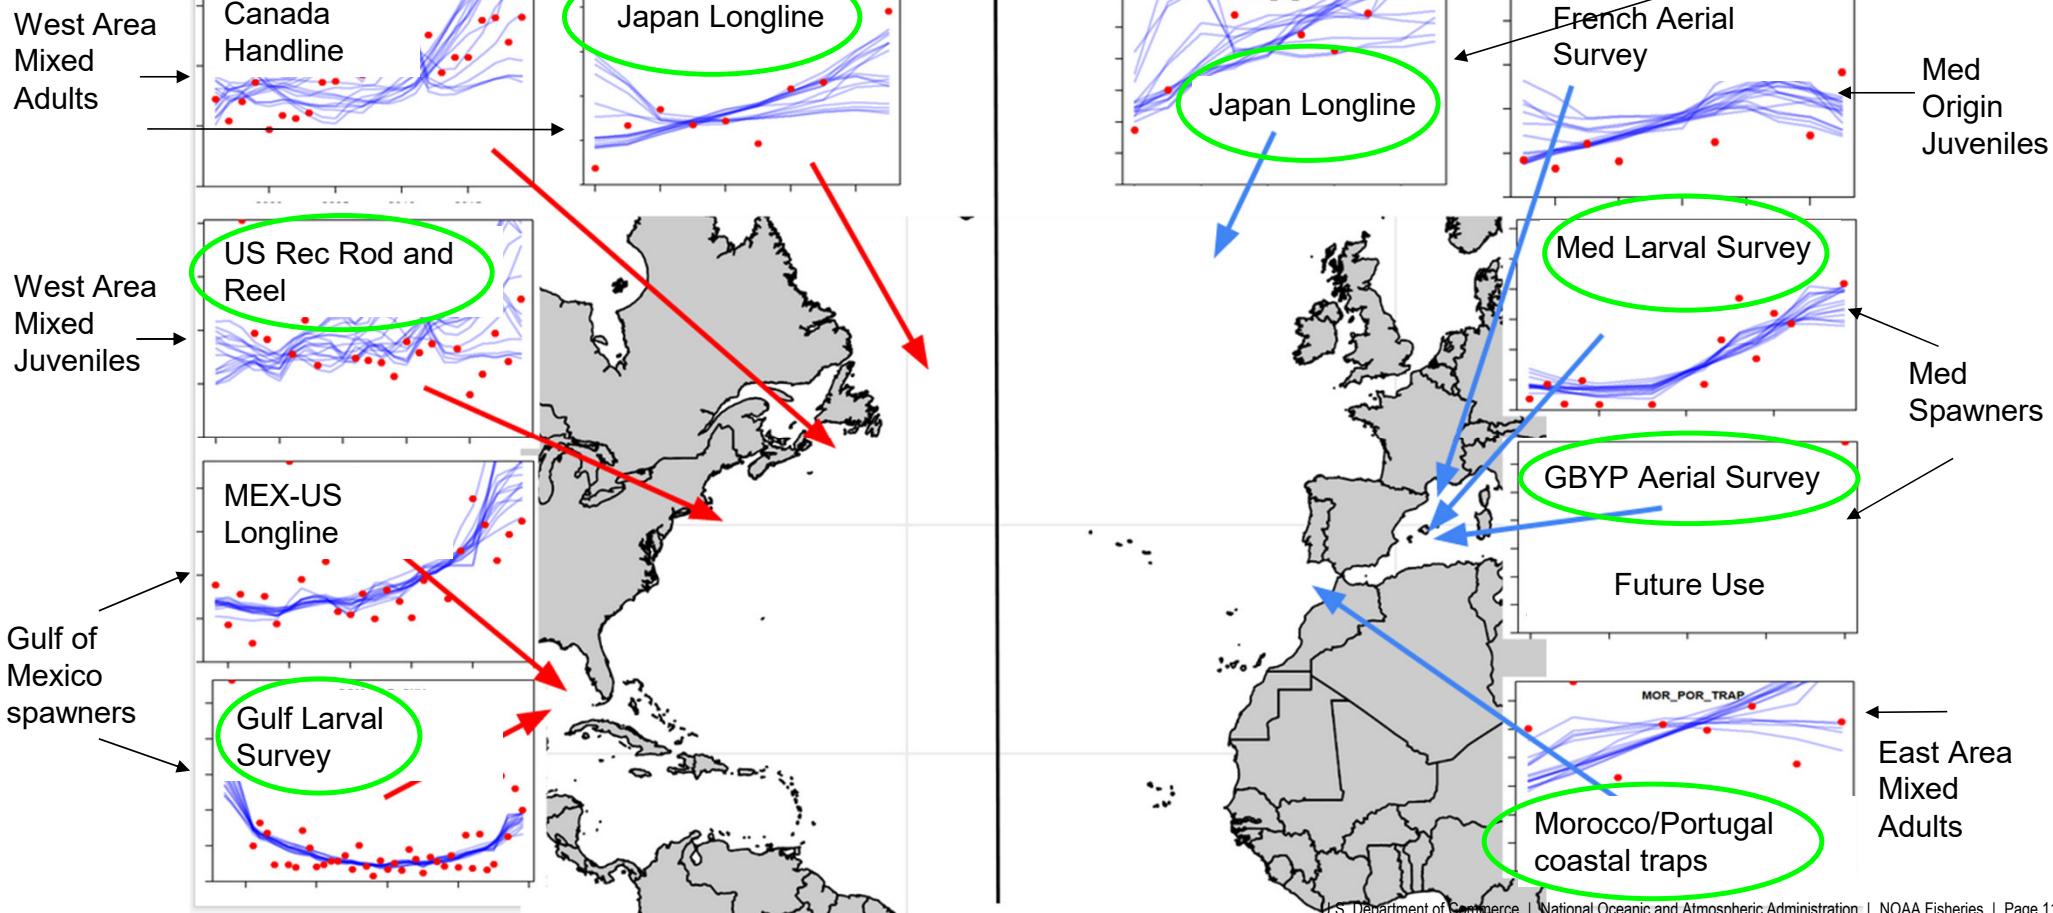 West Area
Mixed
Adults
Canada
Handline
Japan Longline
Japan Longline
French Aerial
Survey
Med
Origin
Juveniles
West Area
Mixed
Juveniles
US Rec Rod and
Reel
Med Larval Survey
Med
Spawners
MEX-US
Longline
GBYP Aerial Survey
Future Use
Gulf of
Mexico
spawners
Gulf Larval
Survey
MOR_POR_TRAP
East Area
Mixed
Adults
Morocco/Portugal
coastal traps
U.S. Department of Commerce | National Oceanic and Atmospheric Administration | NOAA Fisheries | Page